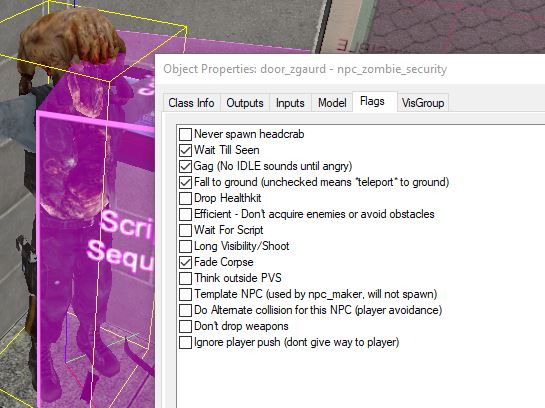 Object Properties: door_zgaurd - npc_zombie_security
Class Info Outputs Inputs Model Flags VisGroup
Never spawn headcrab
Wait Till Seen
Gag (No IDLE sounds until angry)
Fall to ground (unchecked means "teleport" to ground)
Drop Healthkit
Efficient - Don't acquire enemies or avoid obstacles
Wait For Script
Long Visibility/Shoot
Fade Corpse
Think outside PVS
Template NPC (used by npc_maker, will not spawn)
Do Alternate collision for this NPC (player avoidance)
Don't drop weapons
Ignore player push (dont give way to player)
Scri
Sequ